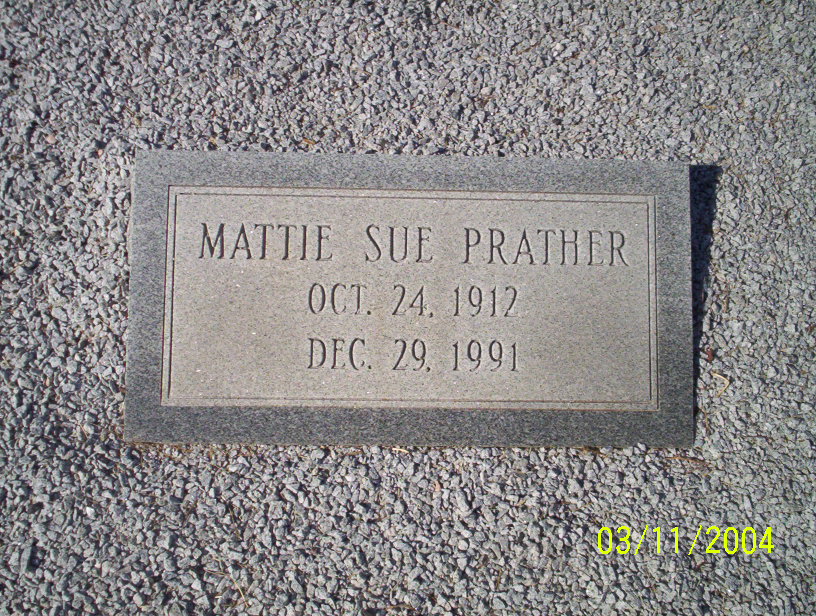 MATTIE SUE PRATHER
OCT. 24, 1912
DEC. 29, 1991
03/11/2004